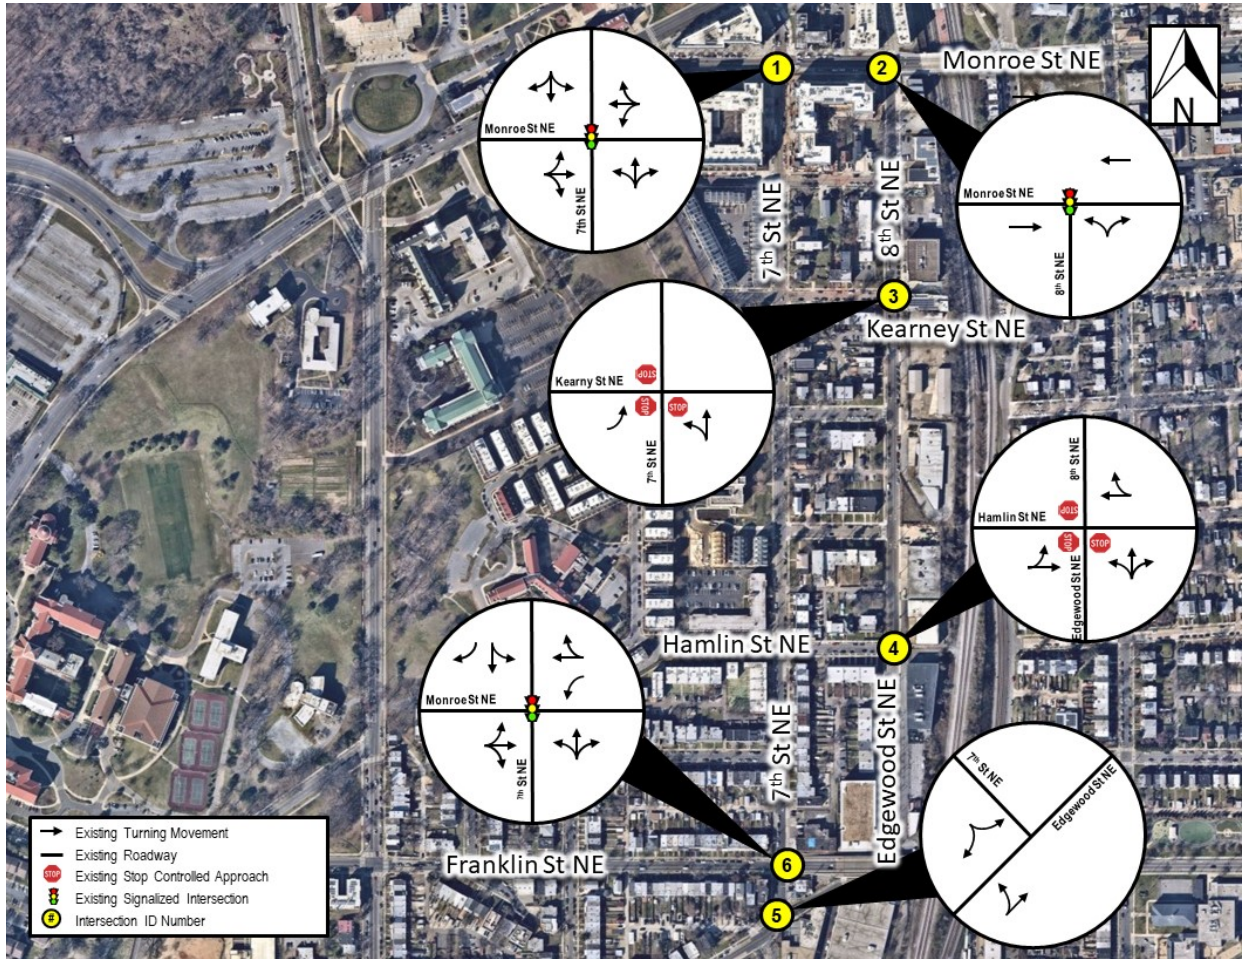 Monroe St NE
1
2
N
Monroe St NE
7th St NE
Monroe St NE
8th St NE
7th St NE
8th St NE
3
Kearney St NE
Kearny St NE
STOP
STOP
STOP
7th St NE
8th St NE
Hamlin St NE
STOP
STOP
STOP
Edgewood St NE
Hamlin St NE
4
Monroe St NE
7th St NE
7th St NE
Edgewood St NE
7th St NE
Edgewood St NE
Franklin St NE
6
5
Existing Turning Movement
Existing Roadway
STOP Existing Stop Controlled Approach
Existing Signalized Intersection
# Intersection ID Number